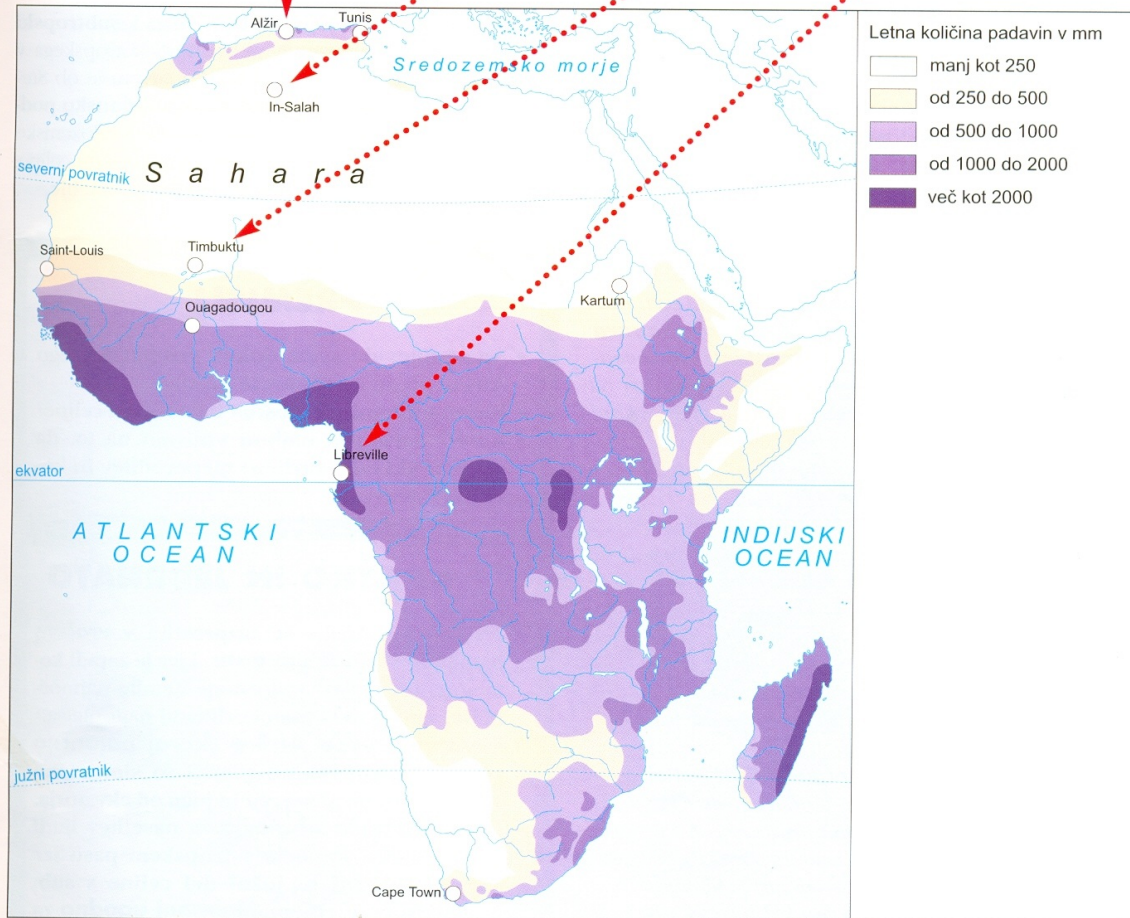 Alžir
Tunis
Sredozemsko morje
In-Salah
severni povratnik
Sahara
Saint-Louis
Timbuktu
Kartum
Ouagadougou
Libreville
ekvator
ATLANTSKI
OCEAN
INDIJSKI
OCEAN
južni povratnik
Cape Town
Letna količina padavin v mm
manj kot 250
od 250 do 500
od 500 do 1000
od 1000 do 2000
več kot 2000